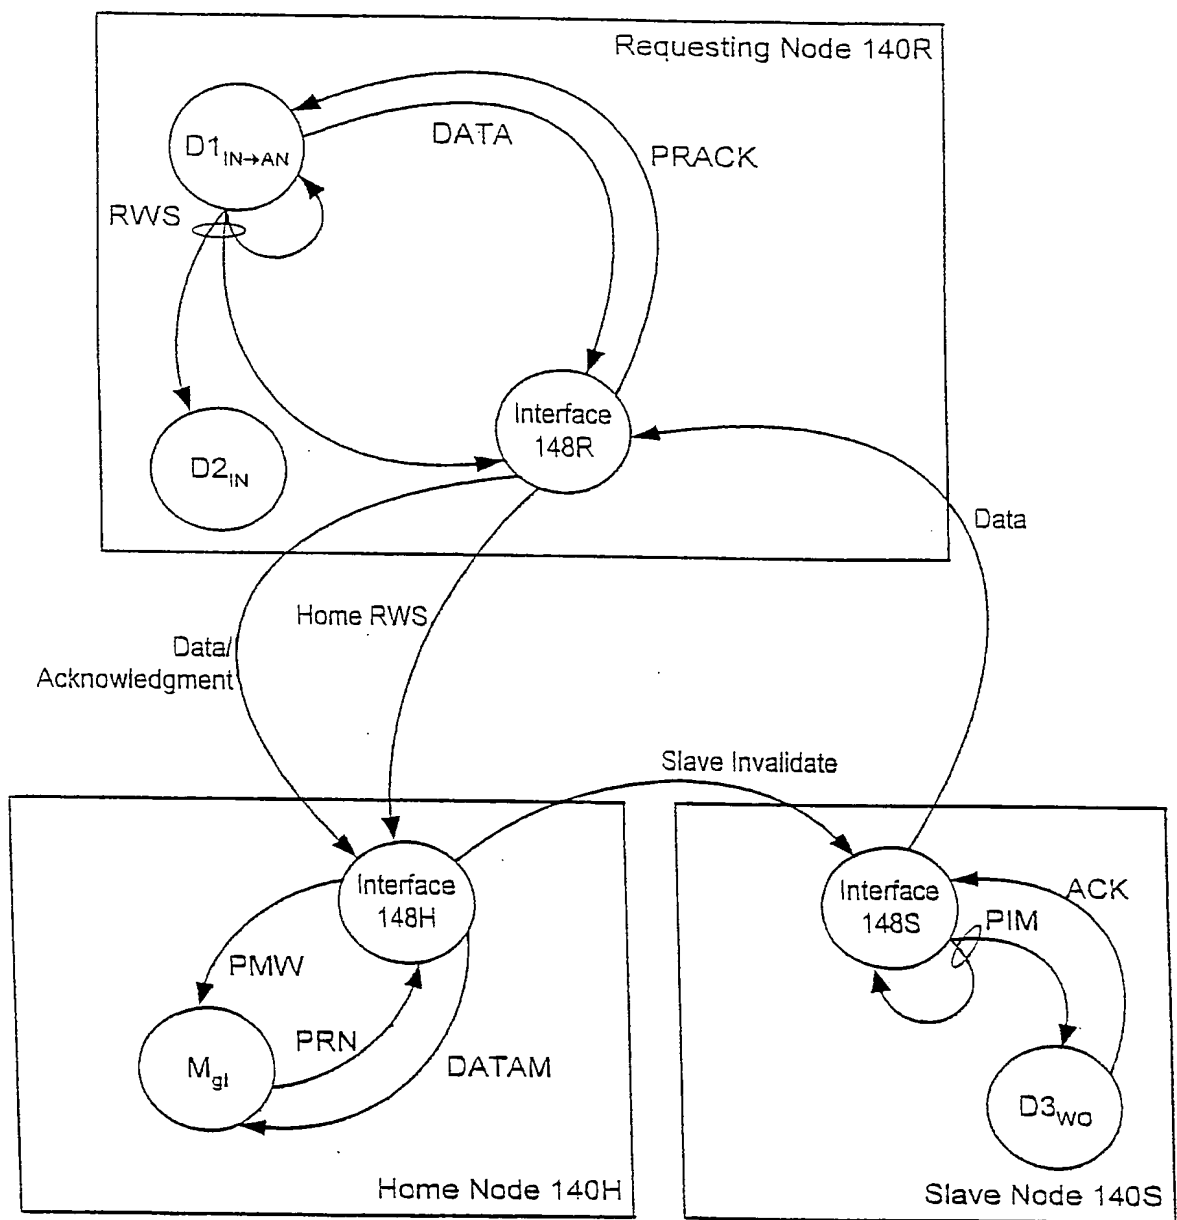 Requesting Node 140R
D1IN→AN
DATA
PRACK
RWS
Interface
148R
D2IN
Data
Home RWS
Data/
Acknowledgment
Slave Invalidate
Interface
148H
Interface
148S
ACK
PIM
PMW
PRN
DATAM
MgI
D3WO
Home Node 140H
Slave Node 140S